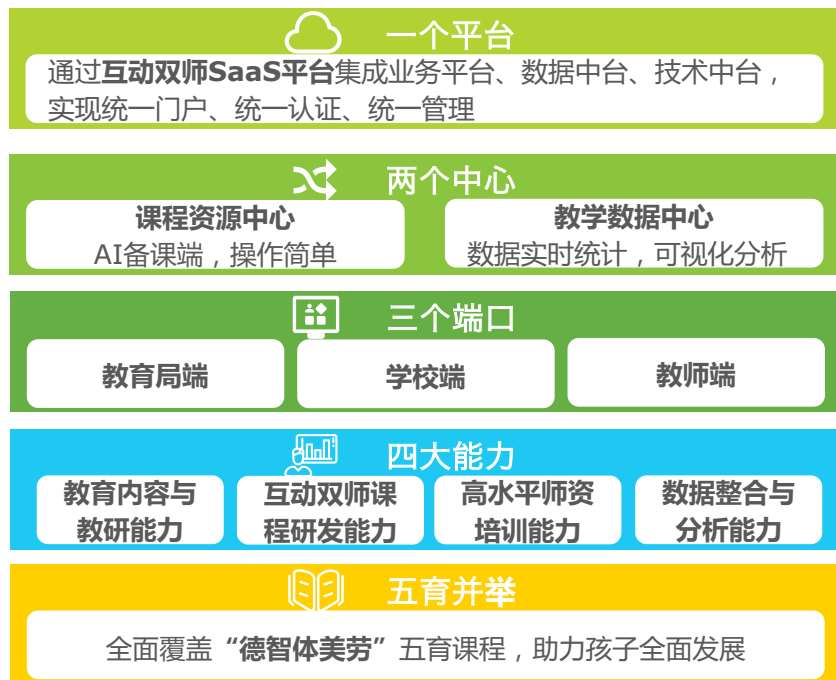 一个平台
通过互动双师SaaS平台集成业务平台、数据中台、技术中台，
实现统一门户、统一认证、统一管理
两个中心
课程资源中心
AI备课端，操作简单
教学数据中心
数据实时统计，可视化分析
三个端口
教育局端
学校端
教师端
四大能力
教育内容与
教研能力
互动双师课
程研发能力
高水平师资
培训能力
数据整合与
分析能力
五育并举
全面覆盖“德智体美劳”五育课程，助力孩子全面发展